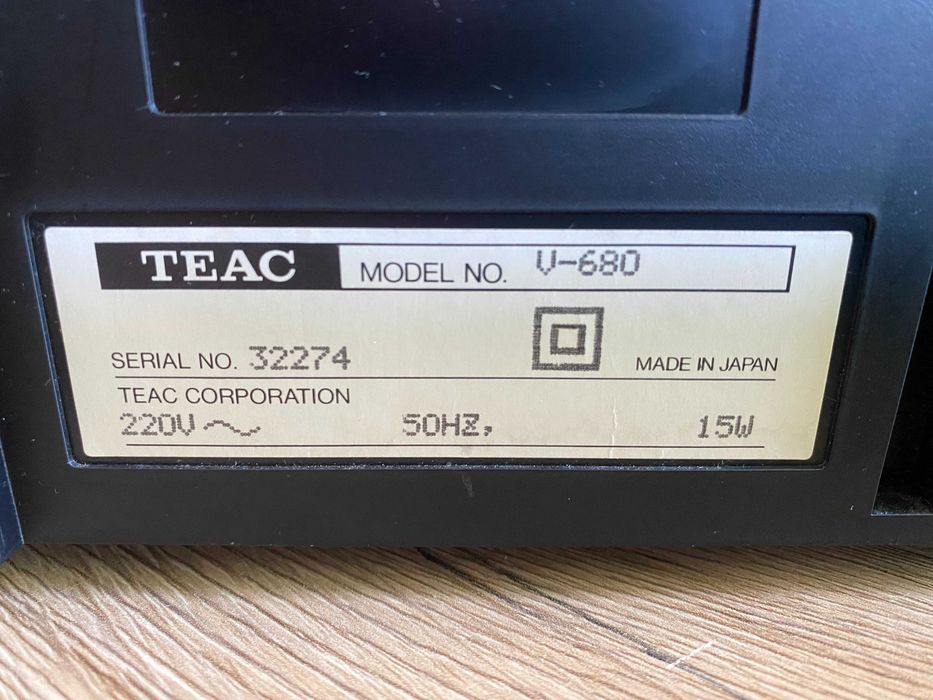 TEAC MODEL NO. V-680
SERIAL NO. 32274 MADE IN JAPAN
TEAC CORPORATION
220V ~ 50HZ, 15W